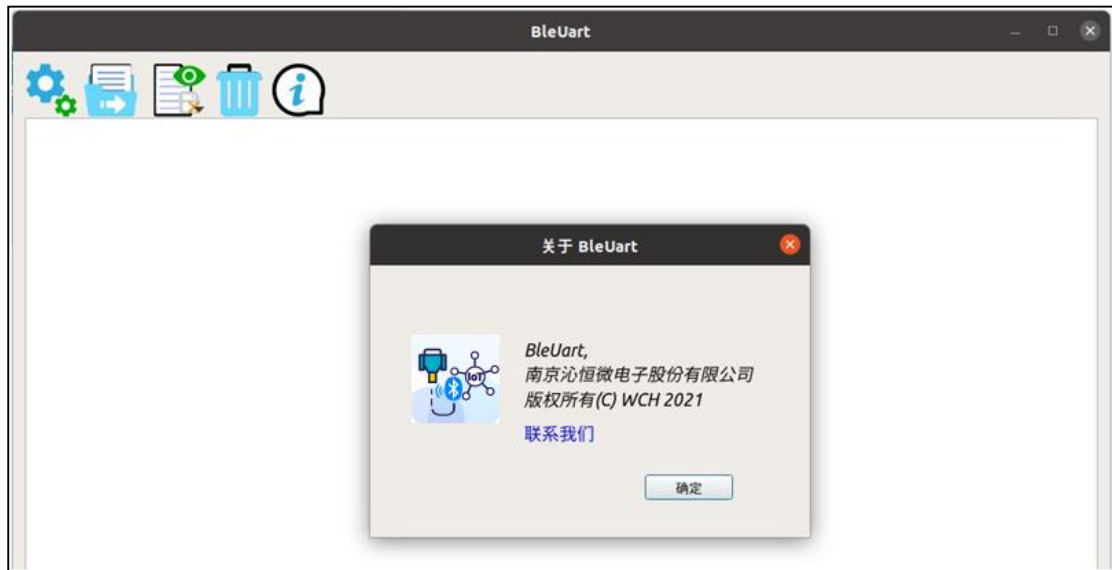 BleUart
关于 BleUart
IoT
BleUart,
南京沁恒微电子股份有限公司
版权所有(C) WCH 2021
联系我们
确定